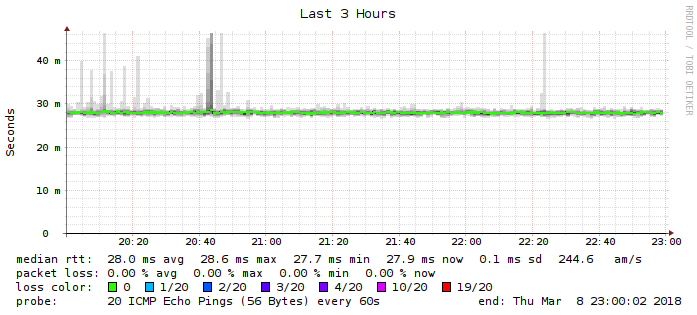 Last 3 Hours
RRDTOOL / TOBI OETIKER
Seconds
40 m
30 m
20 m
10 m
0
20:20 20:40 21:00 21:20 21:40 22:00 22:20 22:40 23:00
median rtt: 28.0 ms avg 28.6 ms max 27.7 ms min 27.9 ms now 0.1 ms sd 244.6 am/s
packet loss: 0.00 % avg 0.00 % max 0.00 % min 0.00 % now
loss color: 0 1/20 2/20 3/20 4/20 10/20 19/20
probe: 20 ICMP Echo Pings (56 Bytes) every 60s end: Thu Mar 8 23:00:02 2018